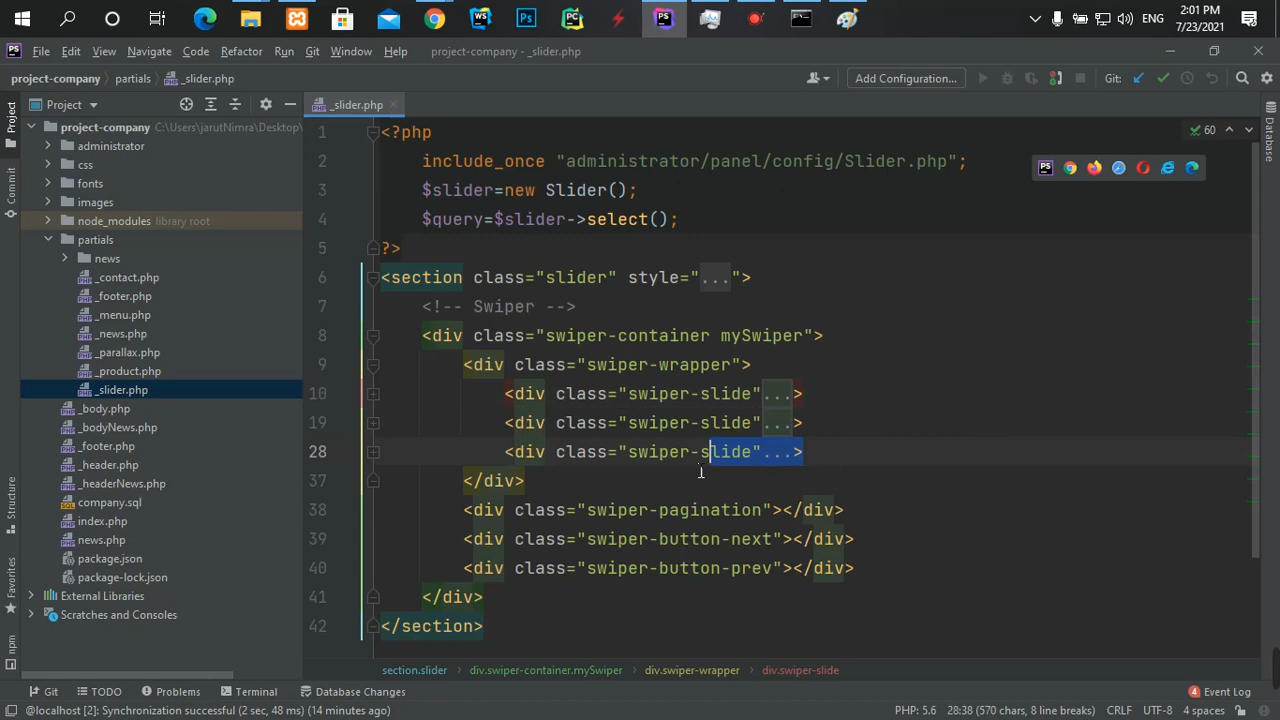 ENG
2:01 PM
7/23/2021
File Edit View Navigate Code Refactor Run Git Window Help
project-company - _slider.php
project-company
partials
_slider.php
Add Configuration...
Git:
Project
_slider.php
project-company C:\Users\jarutNimra\Desktop\
administrator
css
fonts
images
node_modules library root
partials
news
_contact.php
_footer.php
_menu.php
_news.php
_parallax.php
_product.php
_slider.php
_body.php
_bodyNews.php
_footer.php
_header.php
_headerNews.php
company.sql
index.php
news.php
package.json
package-lock.json
External Libraries
Scratches and Consoles
Project
Commit
Structure
Favorites
npm
Database
60
1 <?php
2 include_once "administrator/panel/config/Slider.php";
3 $slider=new Slider();
4 $query=$slider->select();
5 ?>
6 <section class="slider" style="...">
7 <!-- Swiper -->
8 <div class="swiper-container mySwiper">
9 <div class="swiper-wrapper">
10 <div class="swiper-slide"...>
19 <div class="swiper-slide"...>
28 <div class="swiper-slide"...>
37 </div>
38 <div class="swiper-pagination"></div>
39 <div class="swiper-button-next"></div>
40 <div class="swiper-button-prev"></div>
41 </div>
42 </section>
section.slider
div.swiper-container.mySwiper
div.swiper-wrapper
div.swiper-slide
Git
TODO
Problems
Terminal
Database Changes
4 Event Log
@localhost [2]: Synchronization successful (2 sec, 48 ms) (14 minutes ago)
PHP: 5.6
28:38 (270 chars, 8 line breaks)
CRLF
UTF-8
4 spaces